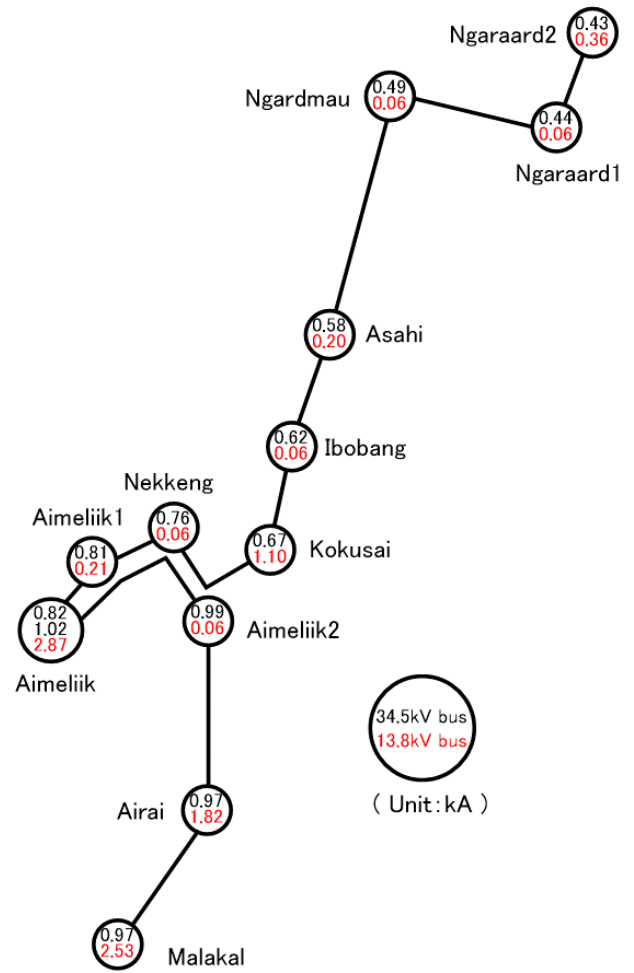 Ngaraard2
0.43
0.36
Ngardmau
0.49
0.06
0.44
0.06
Ngaraard1
0.58
0.20
Asahi
0.62
0.06
Ibobang
Nekkeng
0.76
0.06
Aimeliik1
0.81
0.21
0.67
1.10
Kokusai
0.82
1.02
2.87
Aimeliik
0.99
0.06
Aimeliik2
34.5kV bus
13.8kV bus
( Unit:kA )
Airai
0.97
1.82
0.97
2.53
Malakal